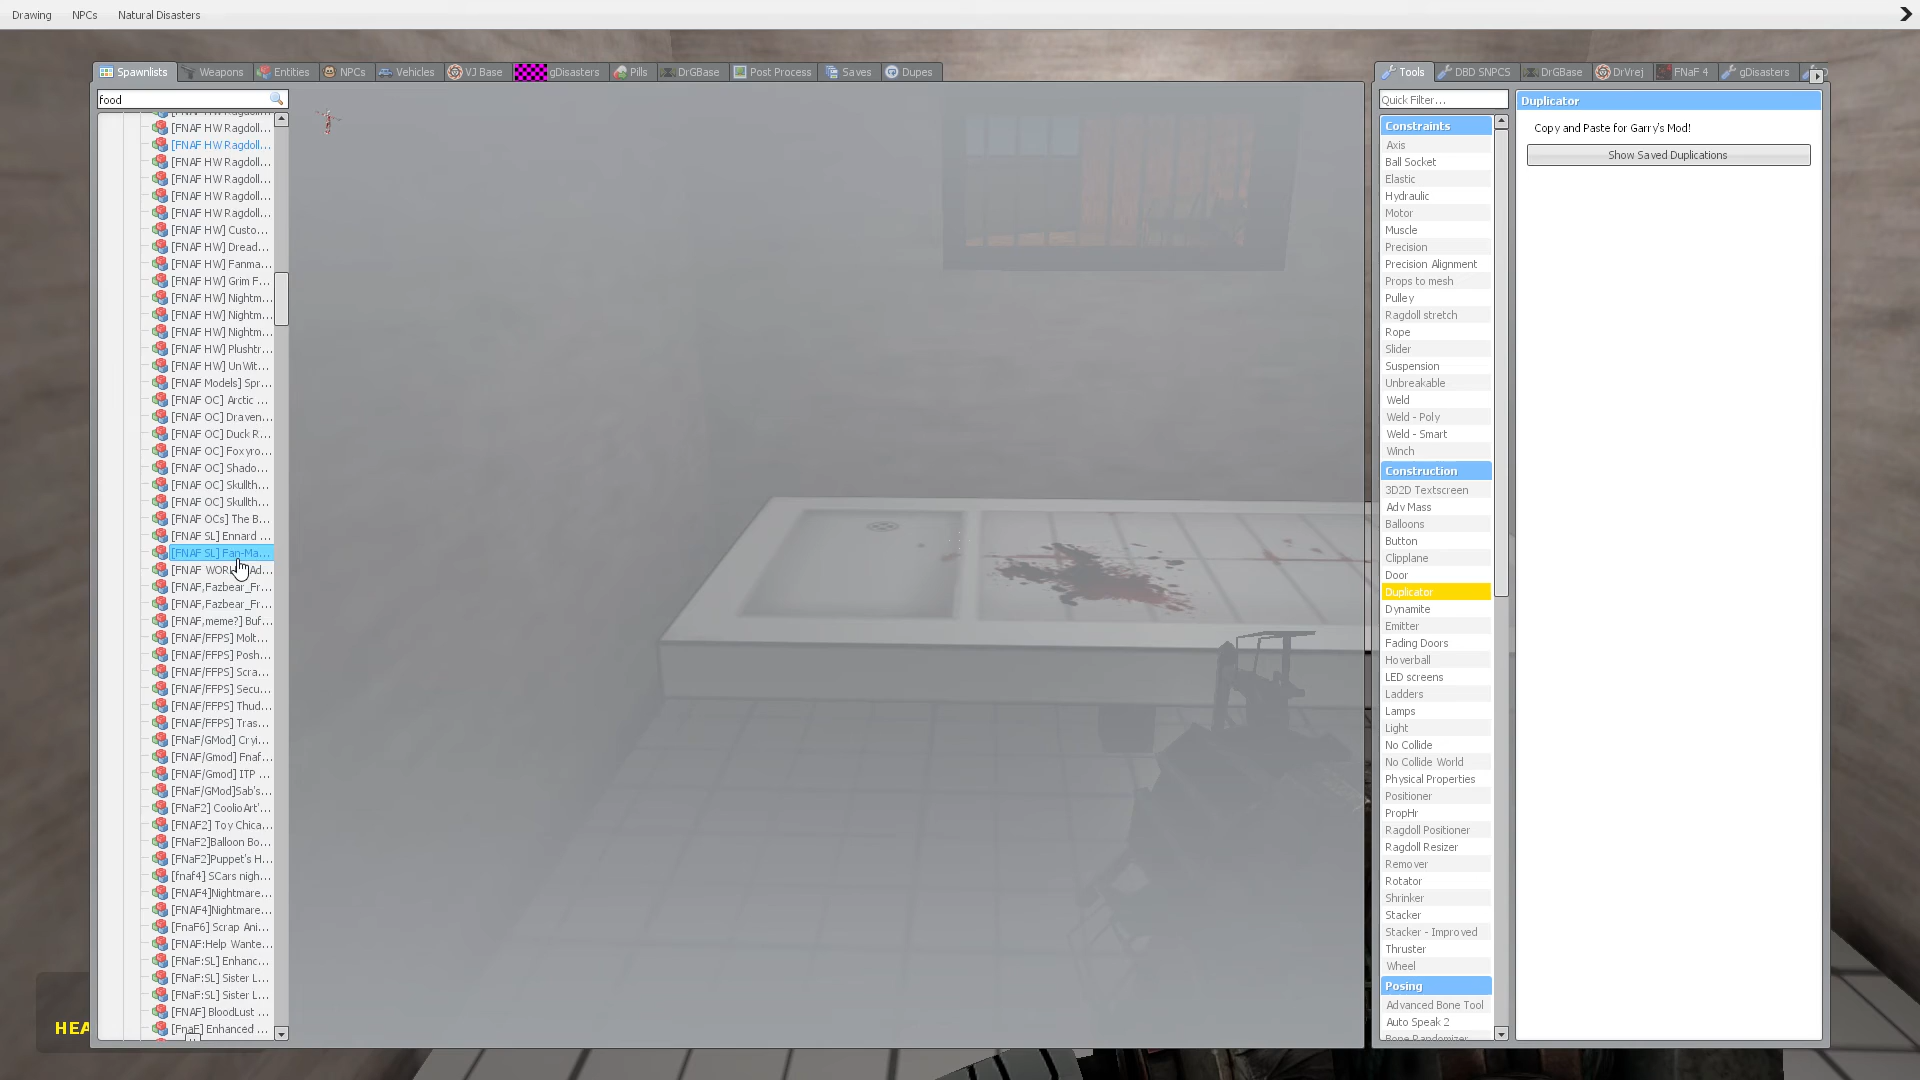 Drawing NPCs Natural Disasters
Spawnlists Weapons Entities NPCs Vehicles VJ Base gDisasters Pills DrGBase Post Process Saves Dupes
food
[FNAF HW Ragdoll...
[FNAF HW Ragdoll...
[FNAF HW Ragdoll...
[FNAF HW Ragdoll...
[FNAF HW Ragdoll...
[FNAF HW Ragdoll...
[FNAF HW] Custo...
[FNAF HW] Dread...
[FNAF HW] Fanma...
[FNAF HW] Grim F...
[FNAF HW] Nightm...
[FNAF HW] Nightm...
[FNAF HW] Nightm...
[FNAF HW] Plushtr...
[FNAF HW] UnWit...
[FNAF Models] Spr...
[FNAF OC] Arctic ...
[FNAF OC] Draven...
[FNAF OC] Duck R...
[FNAF OC] Foxyro...
[FNAF OC] Shado...
[FNAF OC] Skullth...
[FNAF OC] Skullth...
[FNAF OCs] The B...
[FNAF SL] Ennard ...
[FNAF SL] Fan-Ma...
[FNAF Ad...
[FNAF,Fazbear_Fr...
[FNAF,Fazbear_Fr...
[FNAF,meme?] Buf...
[FNAF/FFPS] Molt...
[FNAF/FFPS] Posh...
[FNAF/FFPS] Scra...
[FNAF/FFPS] Secu...
[FNAF/FFPS] Thud...
[FNAF/FFPS] Tras...
[FNaF/GMod] Cryi...
[FNAF/Gmod] Fnaf...
[FNAF/Gmod] ITP ...
[FNaF/GMod]Sab's...
[FNaF2] CoolioArt'...
[FNAF2] Toy Chica...
[FNaF2]Balloon Bo...
[FNaF2]Puppet's H...
[fnaf4] SCars nigh...
[FNAF4]Nightmare...
[FNAF4]Nightmare...
[FnaF6] Scrap Ani...
[FNAF:Help Wante...
[FNaF:SL] Enhanc...
[FNaF:SL] Sister L...
[FNaF:SL] Sister L...
[FNAF] BloodLust ...
[FnaF] Enhanced ...
HEA
Tools DBD SNPCS DrGBase DrVrej FNaF 4 gDisasters
Quick Filter...
Constraints
Axis
Ball Socket
Elastic
Hydraulic
Motor
Muscle
Precision
Precision Alignment
Props to mesh
Pulley
Ragdoll stretch
Rope
Slider
Suspension
Unbreakable
Weld
Weld - Poly
Weld - Smart
Winch
Construction
3D2D Textscreen
Adv Mass
Balloons
Button
Clipplane
Door
Duplicator
Dynamite
Emitter
Fading Doors
Hoverball
LED screens
Ladders
Lamps
Light
No Collide
No Collide World
Physical Properties
Positioner
PropHr
Ragdoll Positioner
Ragdoll Resizer
Remover
Rotator
Shrinker
Stacker
Stacker - Improved
Thruster
Wheel
Posing
Advanced Bone Tool
Auto Speak 2
Bone Randomizer
Duplicator
Copy and Paste for Garry's Mod!
Show Saved Duplications